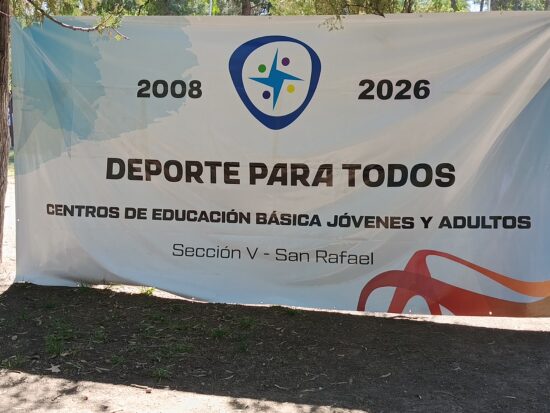 2008 2026
DEPORTE PARA TODOS
CENTROS DE EDUCACIÓN BÁSICA JÓVENES Y ADULTOS
Sección V - San Rafael